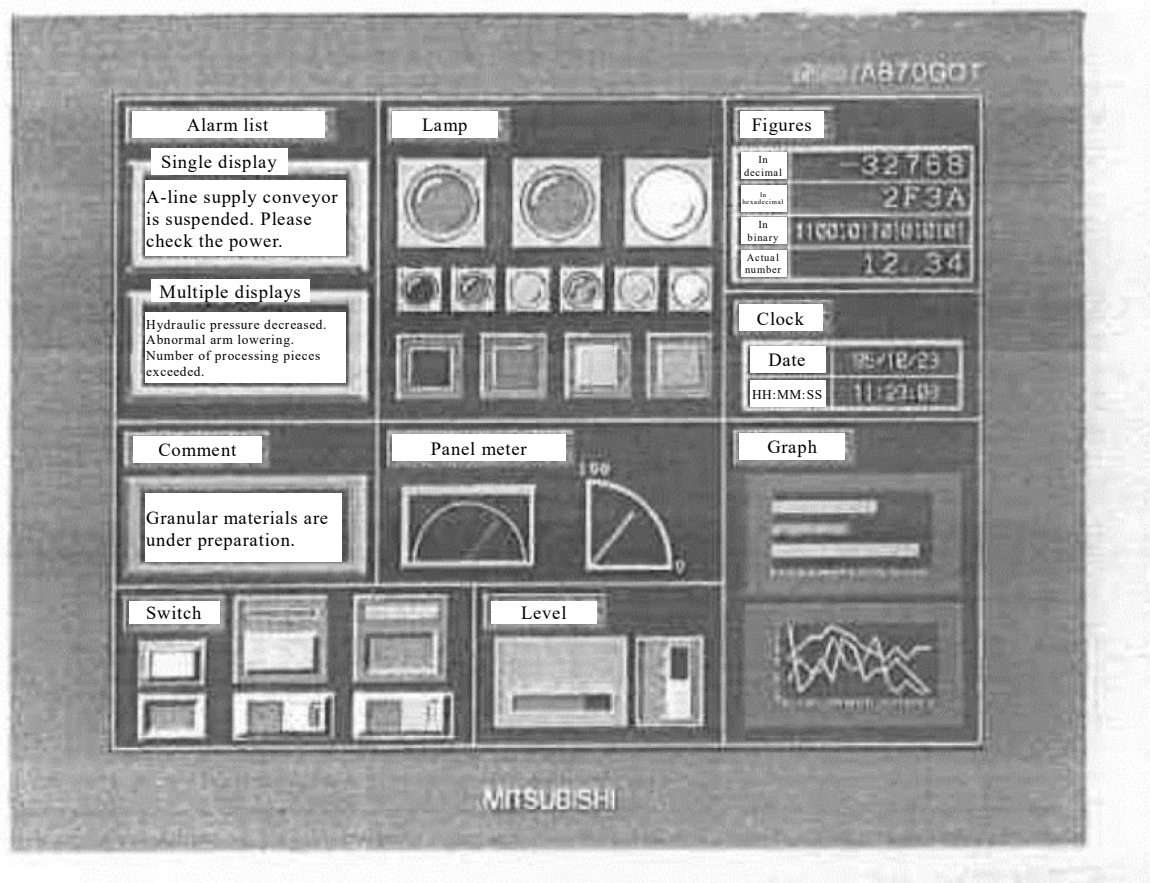 A870GOT
Alarm list
Single display
A-line supply conveyor
is suspended. Please
check the power.
Multiple displays
Hydraulic pressure decreased.
Abnormal arm lowering.
Number of processing pieces
exceeded.
Lamp
Figures
In
decimal
-32768
In
hexadecimal
2F3A
In
binary
Actual
number
12.34
Clock
Date
95/10/23
HH:MM:SS
Comment
Granular materials are
under preparation.
Panel meter
100
0
Graph
Switch
Level
MITSUBISHI